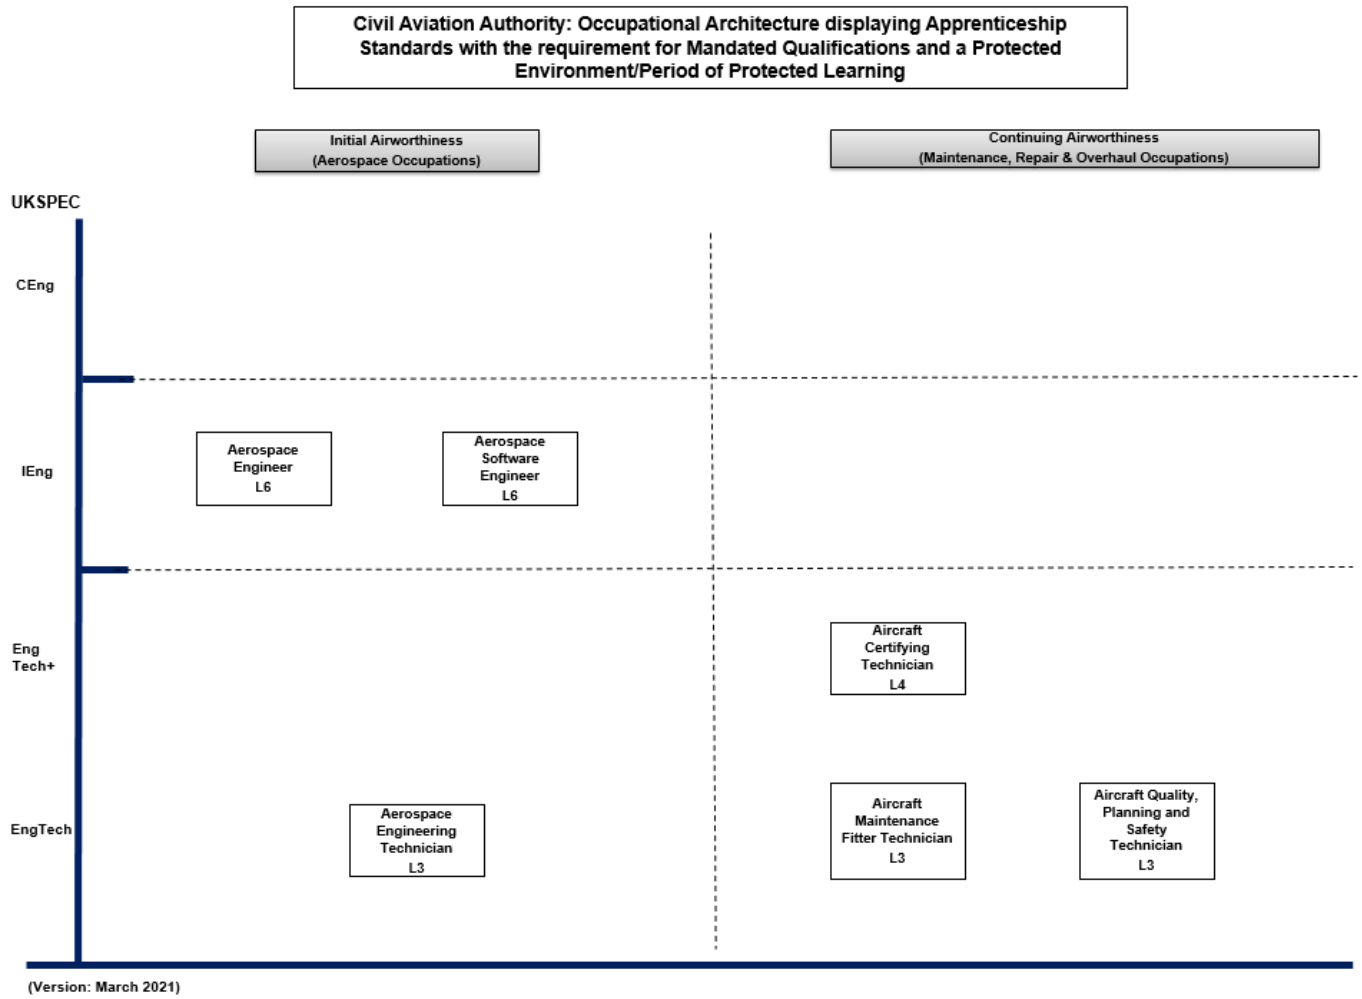 Civil Aviation Authority: Occupational Architecture displaying Apprenticeship
Standards with the requirement for Mandated Qualifications and a Protected
Environment/Period of Protected Learning
Initial Airworthiness
(Aerospace Occupations)
Continuing Airworthiness
(Maintenance, Repair & Overhaul Occupations)
UKSPEC
CEng
IEng
Aerospace
Engineer
L6
Aerospace
Software
Engineer
L6
Eng
Tech+
Aircraft
Certifying
Technician
L4
EngTech
Aerospace
Engineering
Technician
L3
Aircraft
Maintenance
Fitter Technician
L3
Aircraft Quality,
Planning and
Safety
Technician
L3
(Version: March 2021)